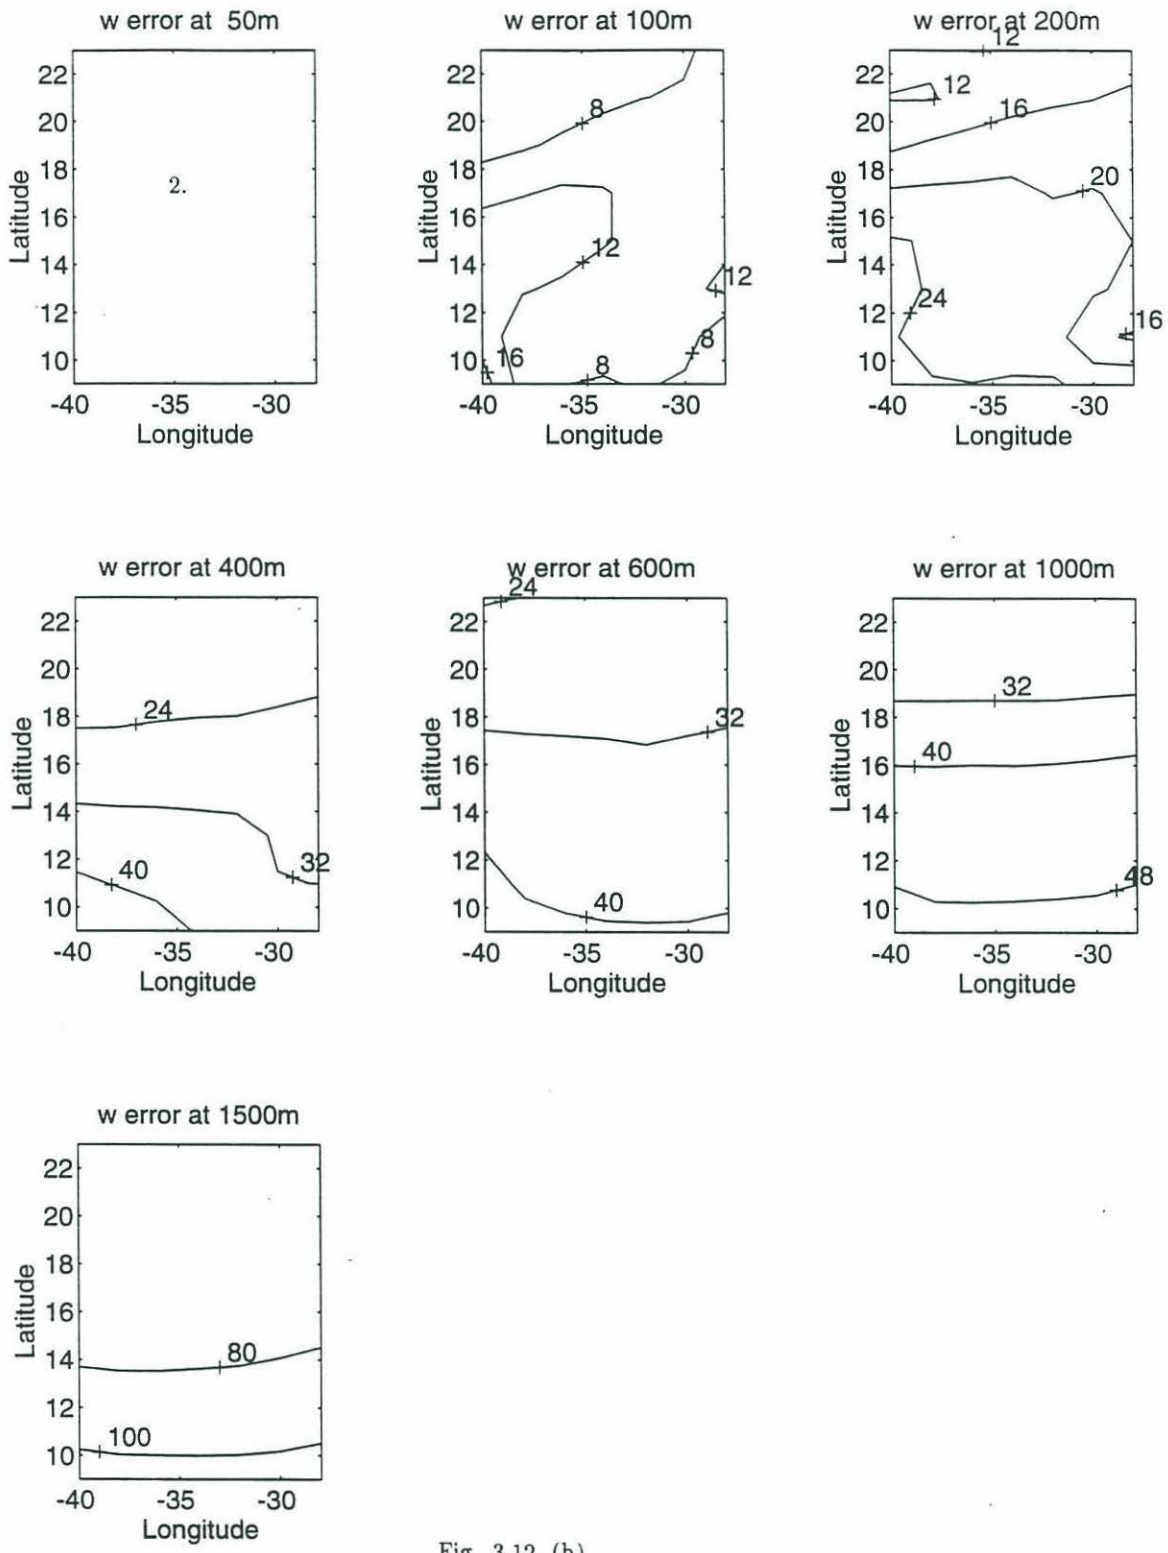 w error at 50m
22
20
18
16
14
12
10
Latitude
2.
-40 -35 -30
Longitude
w error at 100m
22
20
18
16
14
12
10
Latitude
8
12
12
8
16
8
-40 -35 -30
Longitude
w error at 200m
12
22
20
18
16
14
12
10
Latitude
12
16
20
24
16
-40 -35 -30
Longitude
w error at 400m
22
20
18
16
14
12
10
Latitude
24
32
40
-40 -35 -30
Longitude
w error at 600m
24
22
20
18
16
14
12
10
Latitude
32
40
-40 -35 -30
Longitude
w error at 1000m
22
20
18
16
14
12
10
Latitude
32
40
48
-40 -35 -30
Longitude
w error at 1500m
22
20
18
16
14
12
10
Latitude
80
100
-40 -35 -30
Longitude
Fig. 3.12 (b)